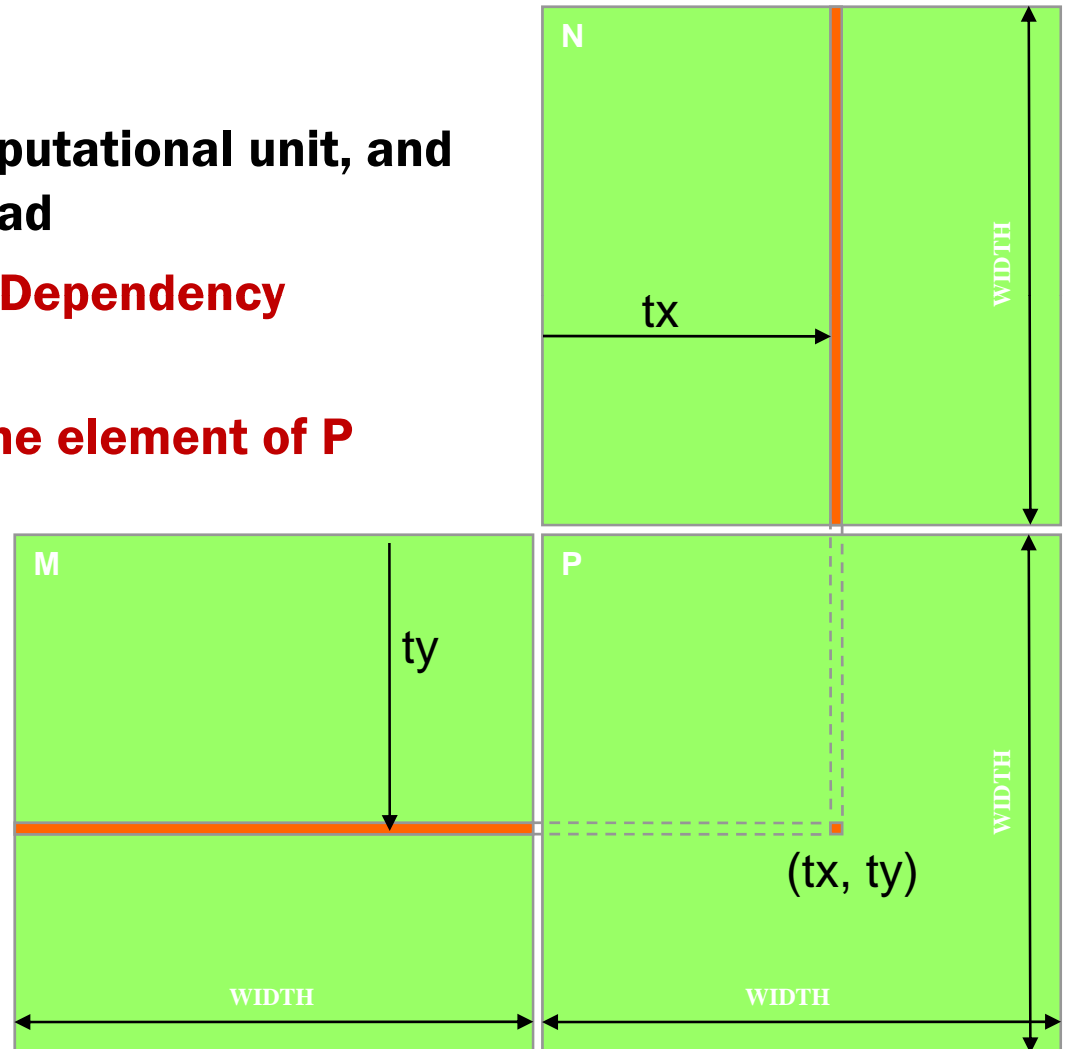 N
putational unit, and
ad
Dependency
WIDTH
tx
ne element of P
M
P
ty
WIDTH
(tx, ty)
WIDTH
WIDTH